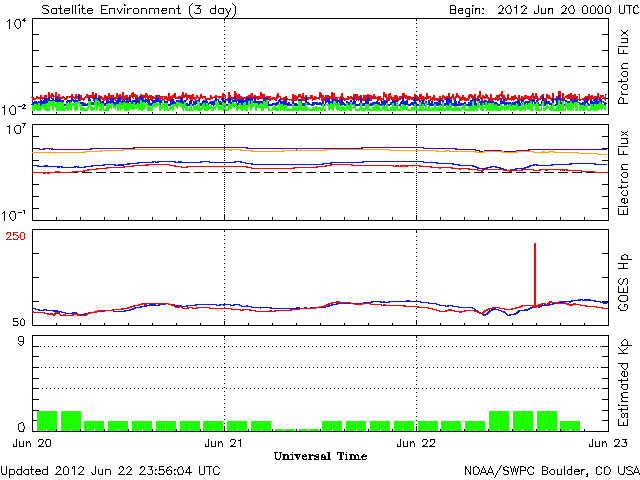 Satellite Environment (3 day) Begin: 2012 Jun 20 0000 UTC
10^4
Proton Flux
10^-2
10^7
Electron Flux
10^-1
250
GOES Hp
50
9
Estimated Kp
0
Jun 20 Jun 21 Jun 22 Jun 23
Universal Time
Updated 2012 Jun 22 23:56:04 UTC NOAA/SWPC Boulder, CO USA